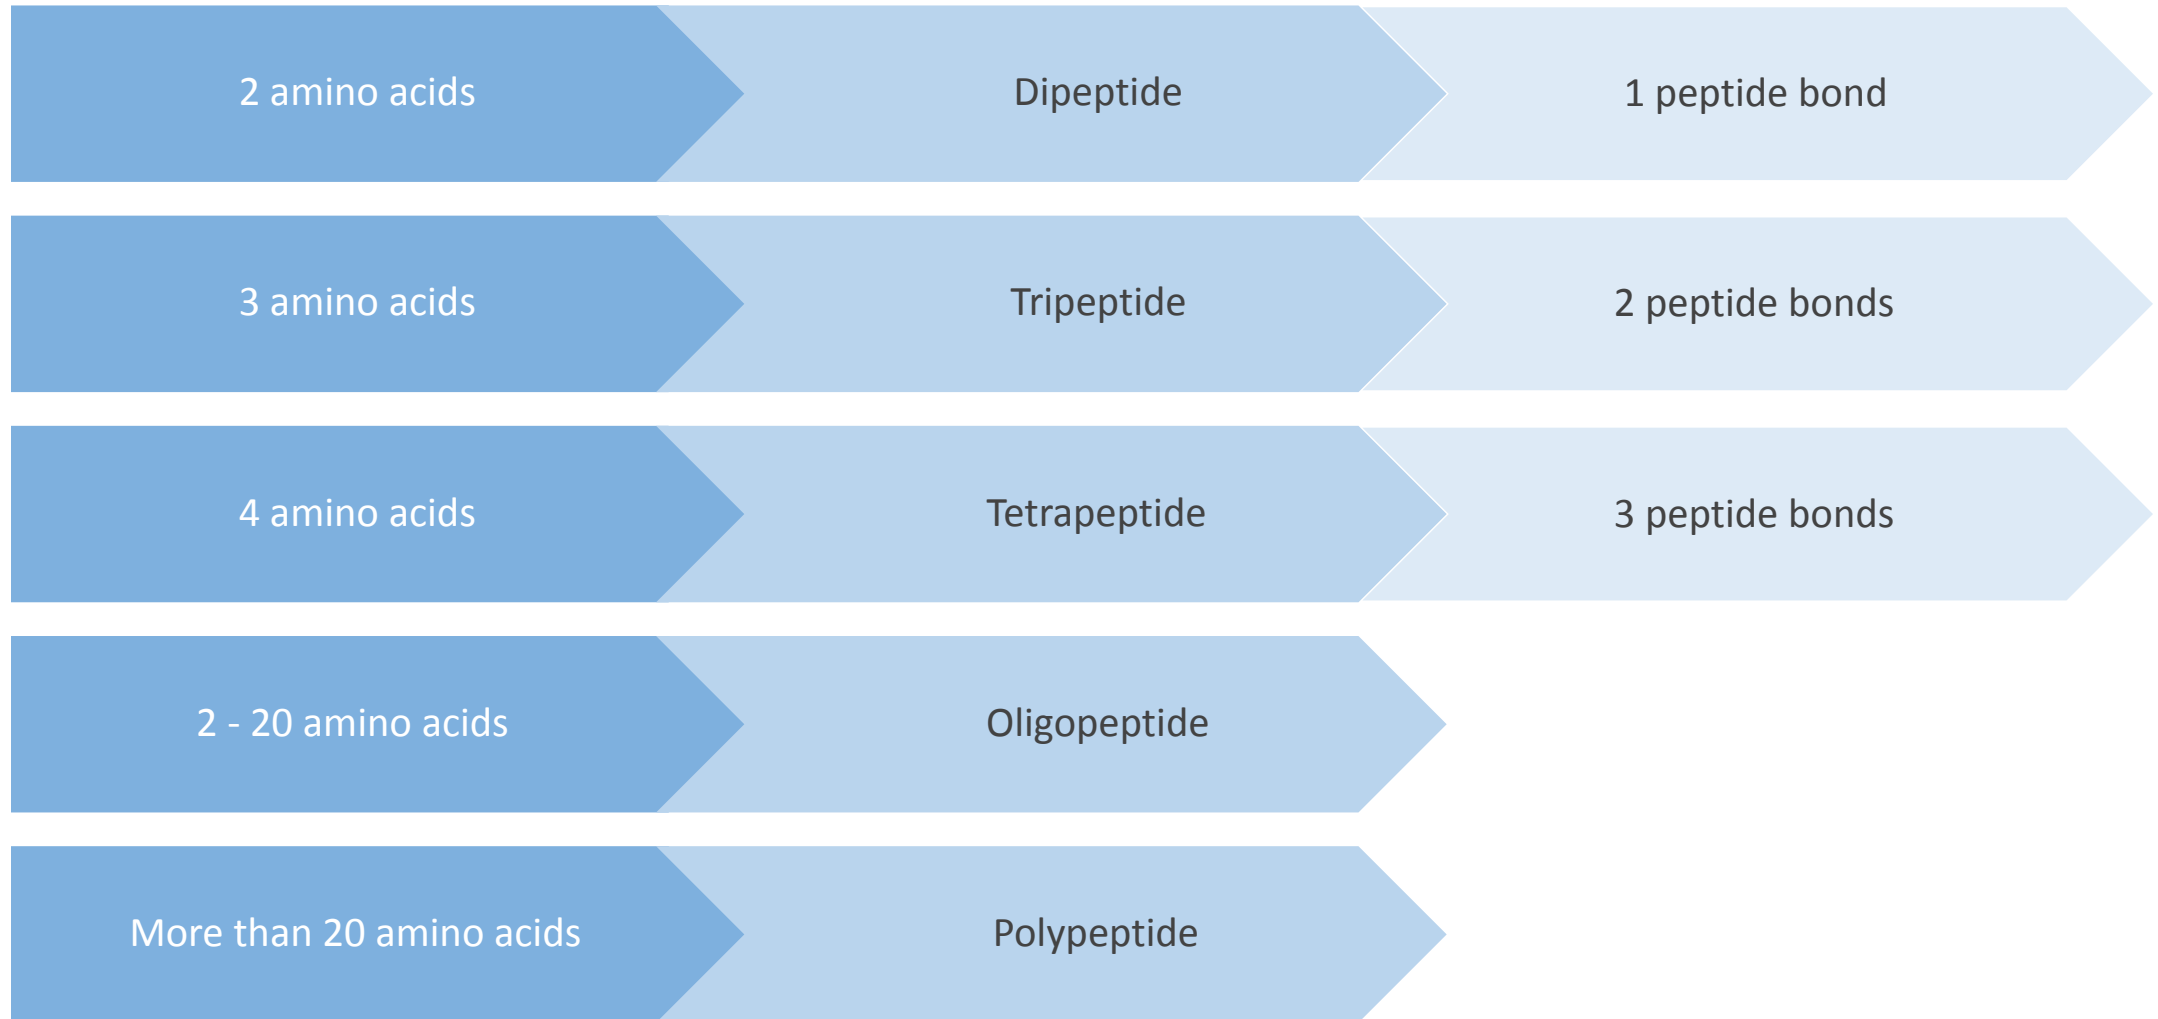 2 amino acids
Dipeptide
1 peptide bond
3 amino acids
Tripeptide
2 peptide bonds
4 amino acids
Tetrapeptide
3 peptide bonds
2 - 20 amino acids
Oligopeptide
More than 20 amino acids
Polypeptide